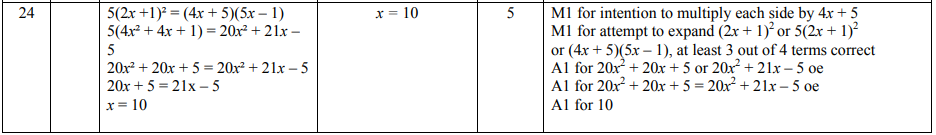 24
5(2x +1)² = (4x + 5)(5x – 1)
5(4x² + 4x + 1) = 20x² + 21x –
5
20x² + 20x + 5 = 20x² + 21x – 5
20x + 5 = 21x – 5
x = 10
x = 10
5
M1 for intention to multiply each side by 4x + 5
M1 for attempt to expand (2x + 1)² or 5(2x + 1)²
or (4x + 5)(5x – 1), at least 3 out of 4 terms correct
A1 for 20x² + 20x + 5 or 20x² + 21x – 5 oe
A1 for 20x² + 20x + 5 = 20x² + 21x – 5 oe
A1 for 10